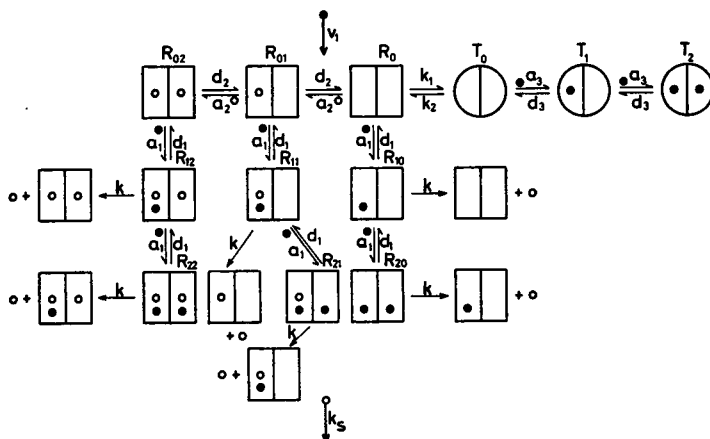 v₁
R₀₂ R₀₁ R₀ T₀ T₁ T₂
d₂ d₂ k₁ a₃ a₃
a₂ a₂ k₂ d₃ d₃
a₁ d₁ a₁ d₁ a₁ d₁
R₁₂ R₁₁ R₁₀
+ k k + 
a₁ d₁ k a₁ d₁ a₁ d₁
R₂₂ R₂₁ R₂₀
+ k k +
+ k
+
kₛ